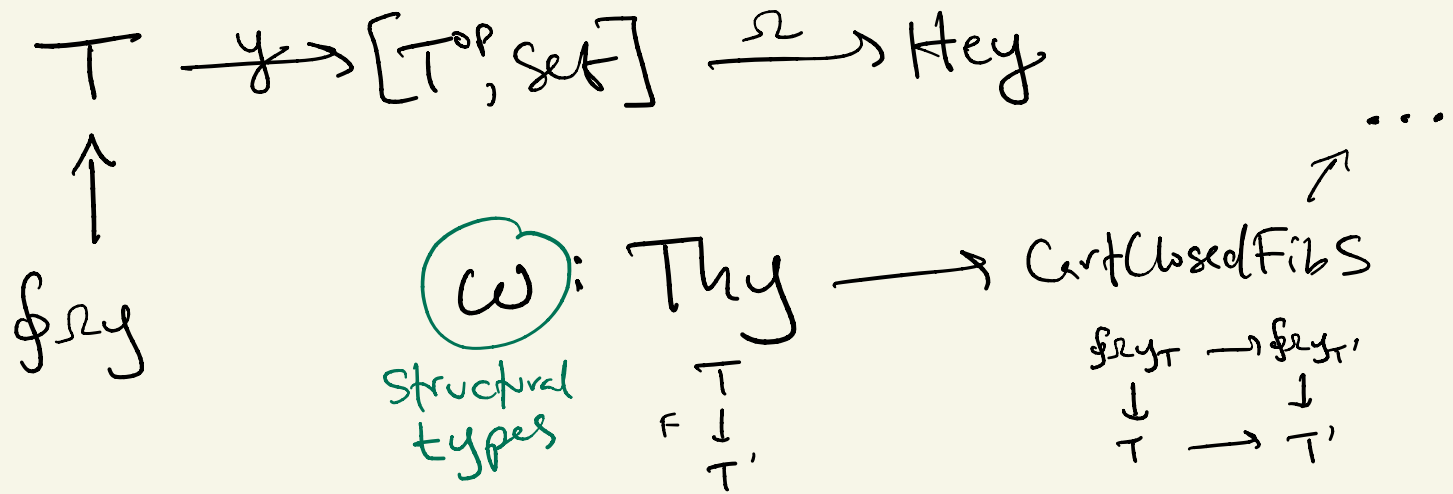 T y→ [T^op, Set] Ω→ Hey
...
∮Ωy ω: Thy → CartClosedFibS
structural types
T F↓ T'
∮Ωy_T → ∮Ωy_T'
↓ ↓
T → T'